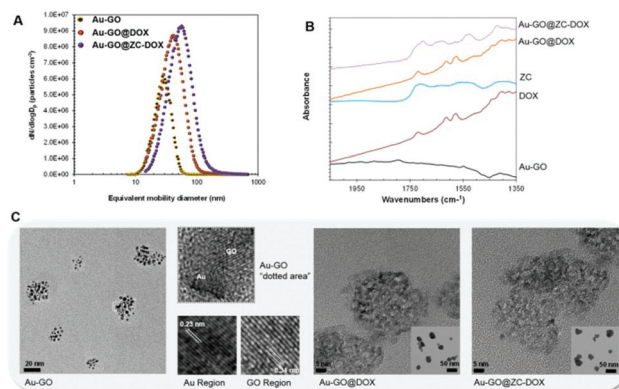 A
Au-GO
Au-GO@DOX
Au-GO@ZC-DOX
dN/dlogDp (particles cm-3)
9.0E+06
8.0E+06
7.0E+06
6.0E+06
5.0E+06
4.0E+06
3.0E+06
2.0E+06
1.0E+06
0.0E+00
1
10
100
1000
Equivalent mobility diameter (nm)
B
Absorbance
Au-GO@ZC-DOX
Au-GO@DOX
ZC
DOX
Au-GO
1950
1750
1550
1350
Wavenumbers (cm-1)
C
20 nm
Au-GO
GO
Au
Au-GO
"dotted area"
0.23 nm
0.34 nm
Au Region
GO Region
5 nm
50 nm
Au-GO@DOX
5 nm
50 nm
Au-GO@ZC-DOX